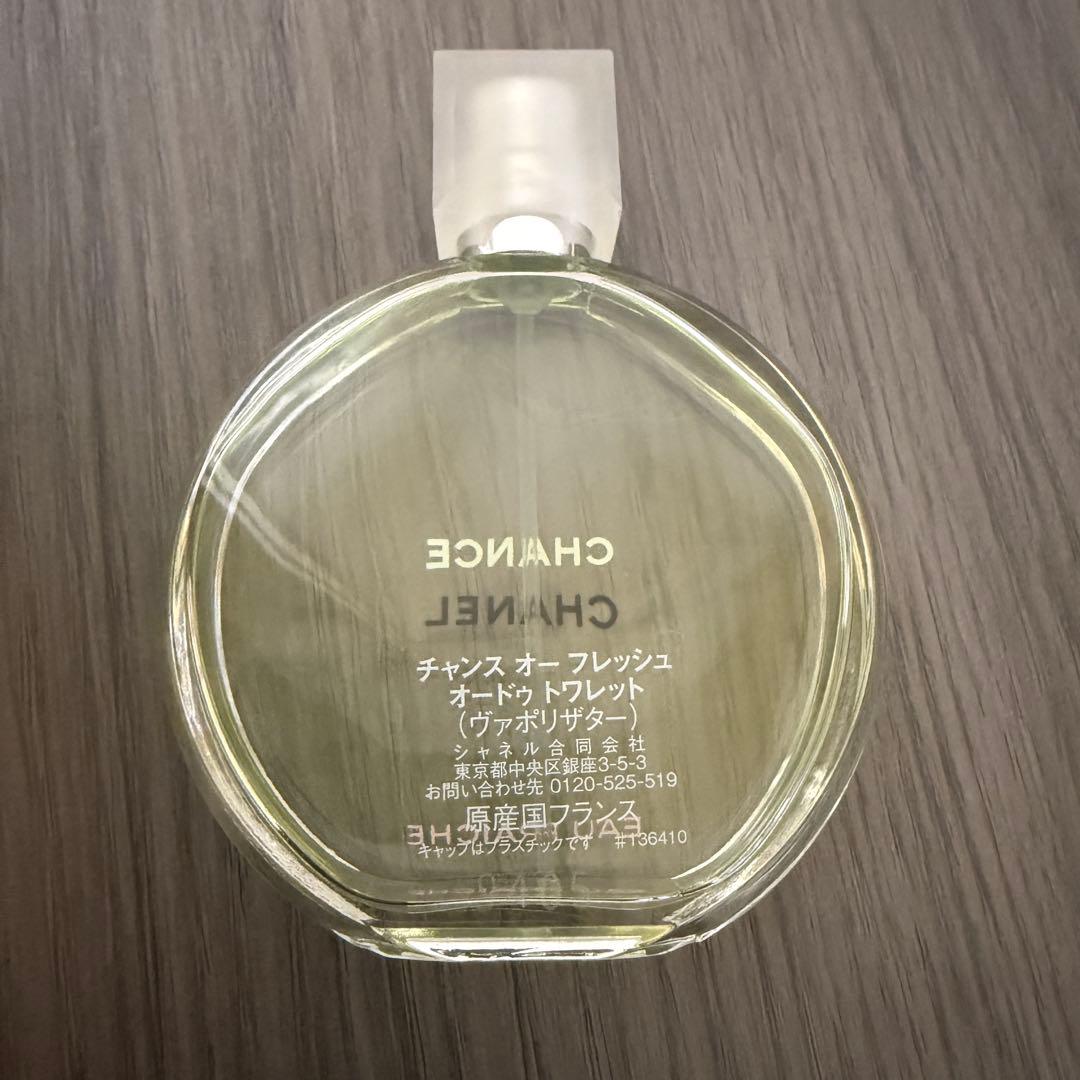 CHANCE
CHANEL
チャンス オー フレッシュ
オードゥ トワレット
(ヴァポリザター)
シャネル合同会社
東京都中央区銀座3-5-3
お問い合わせ先 0120-525-519
原産国フランス
EAU FRAÎCHE
キャップはプラスチックです #136410